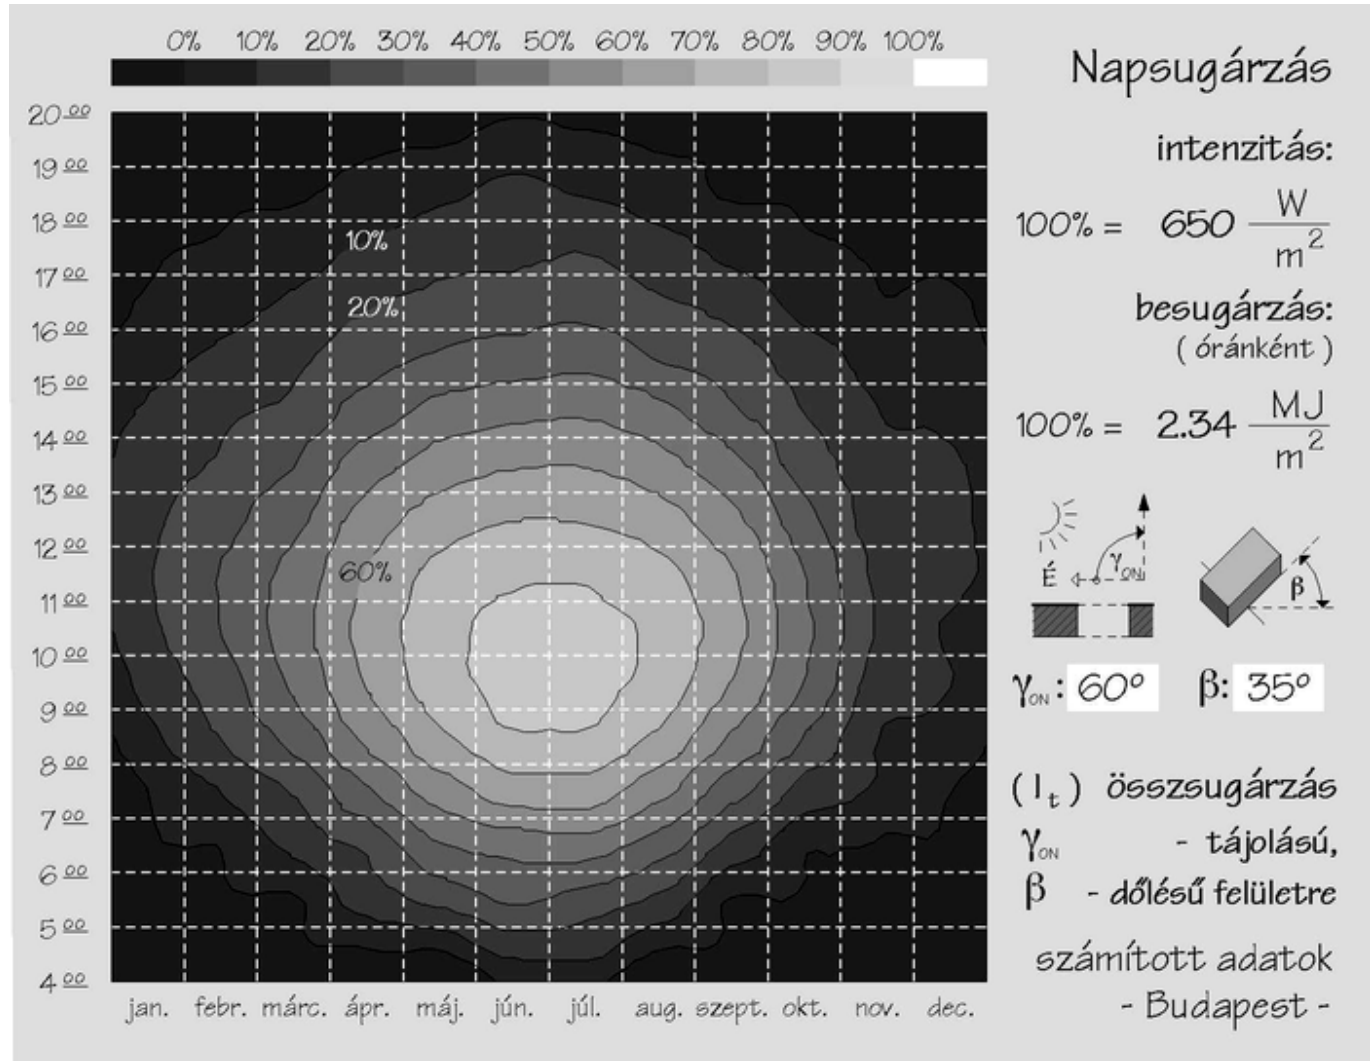 0% 10% 20% 30% 40% 50% 60% 70% 80% 90% 100%
20 00
19 00
18 00
17 00
16 00
15 00
14 00
13 00
12 00
11 00
10 00
9 00
8 00
7 00
6 00
5 00
4 00
10%
20%
60%
jan. febr. márc. ápr. máj. jún. júl. aug. szept. okt. nov. dec.
Napsugárzás
intenzitás:
100% = 650 W/m²
besugárzás:
( óránként )
100% = 2.34 MJ/m²
É γON
β
γON: 60° β: 35°
( It ) összsugárzás
γON - tájolású,
β - dőlésű felületre
számított adatok
- Budapest -